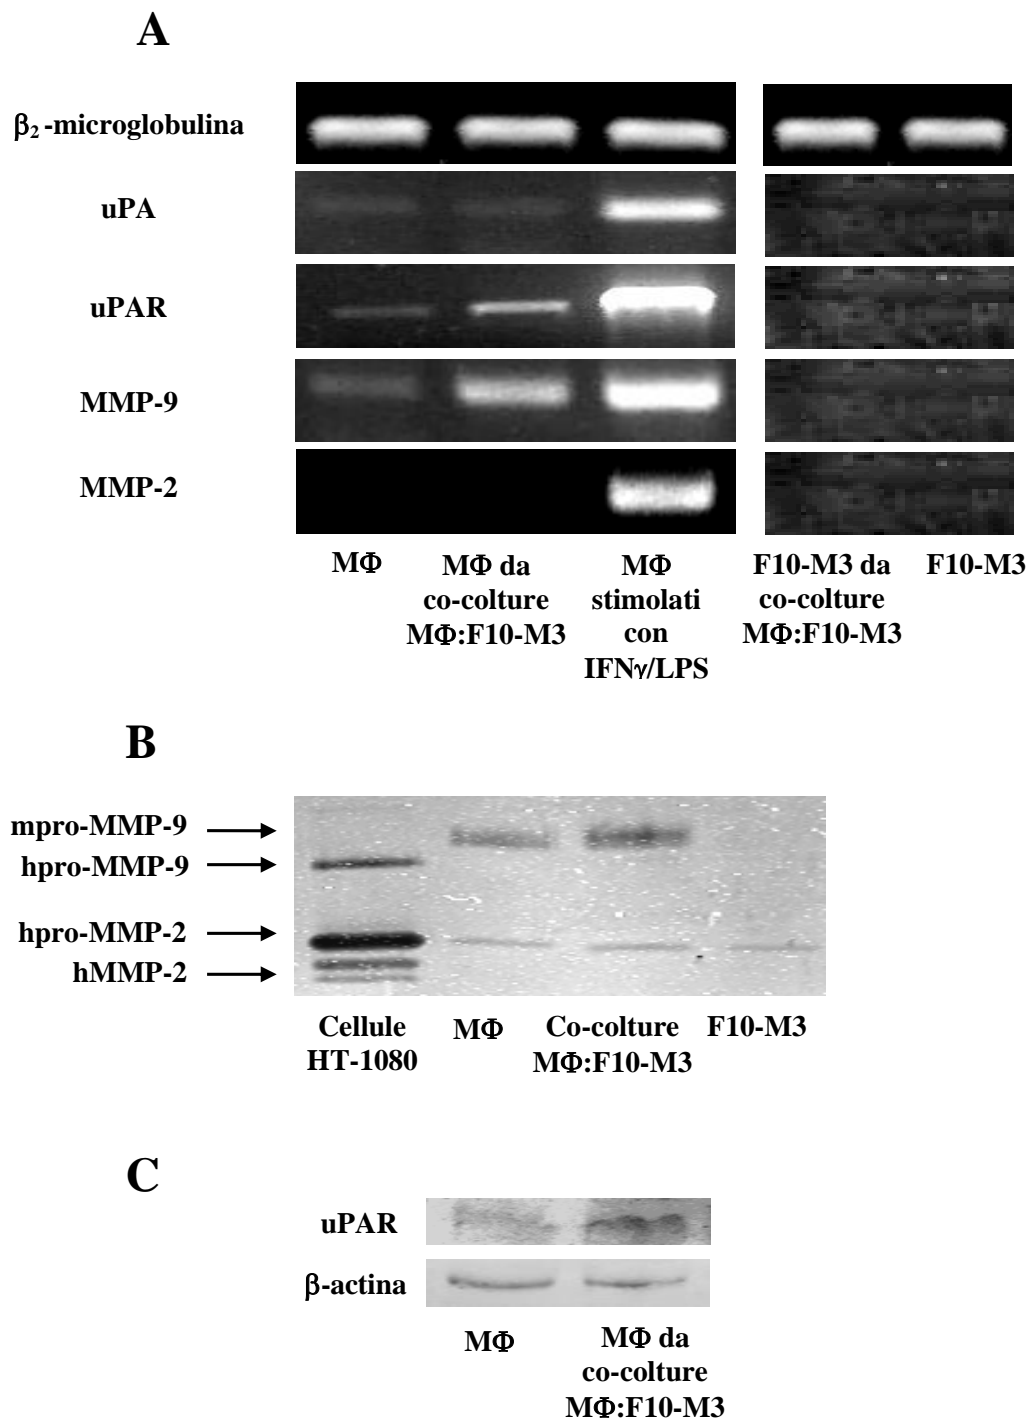 A
β₂-microglobulina
uPA
uPAR
MMP-9
MMP-2
MΦ
MΦ da
co-colture
MΦ:F10-M3
MΦ
stimolati
con
IFNγ/LPS
F10-M3 da
co-colture
MΦ:F10-M3
F10-M3
B
mpro-MMP-9
hpro-MMP-9
hpro-MMP-2
hMMP-2
Cellule
HT-1080
MΦ
Co-colture
MΦ:F10-M3
F10-M3
C
uPAR
β-actina
MΦ
MΦ da
co-colture
MΦ:F10-M3